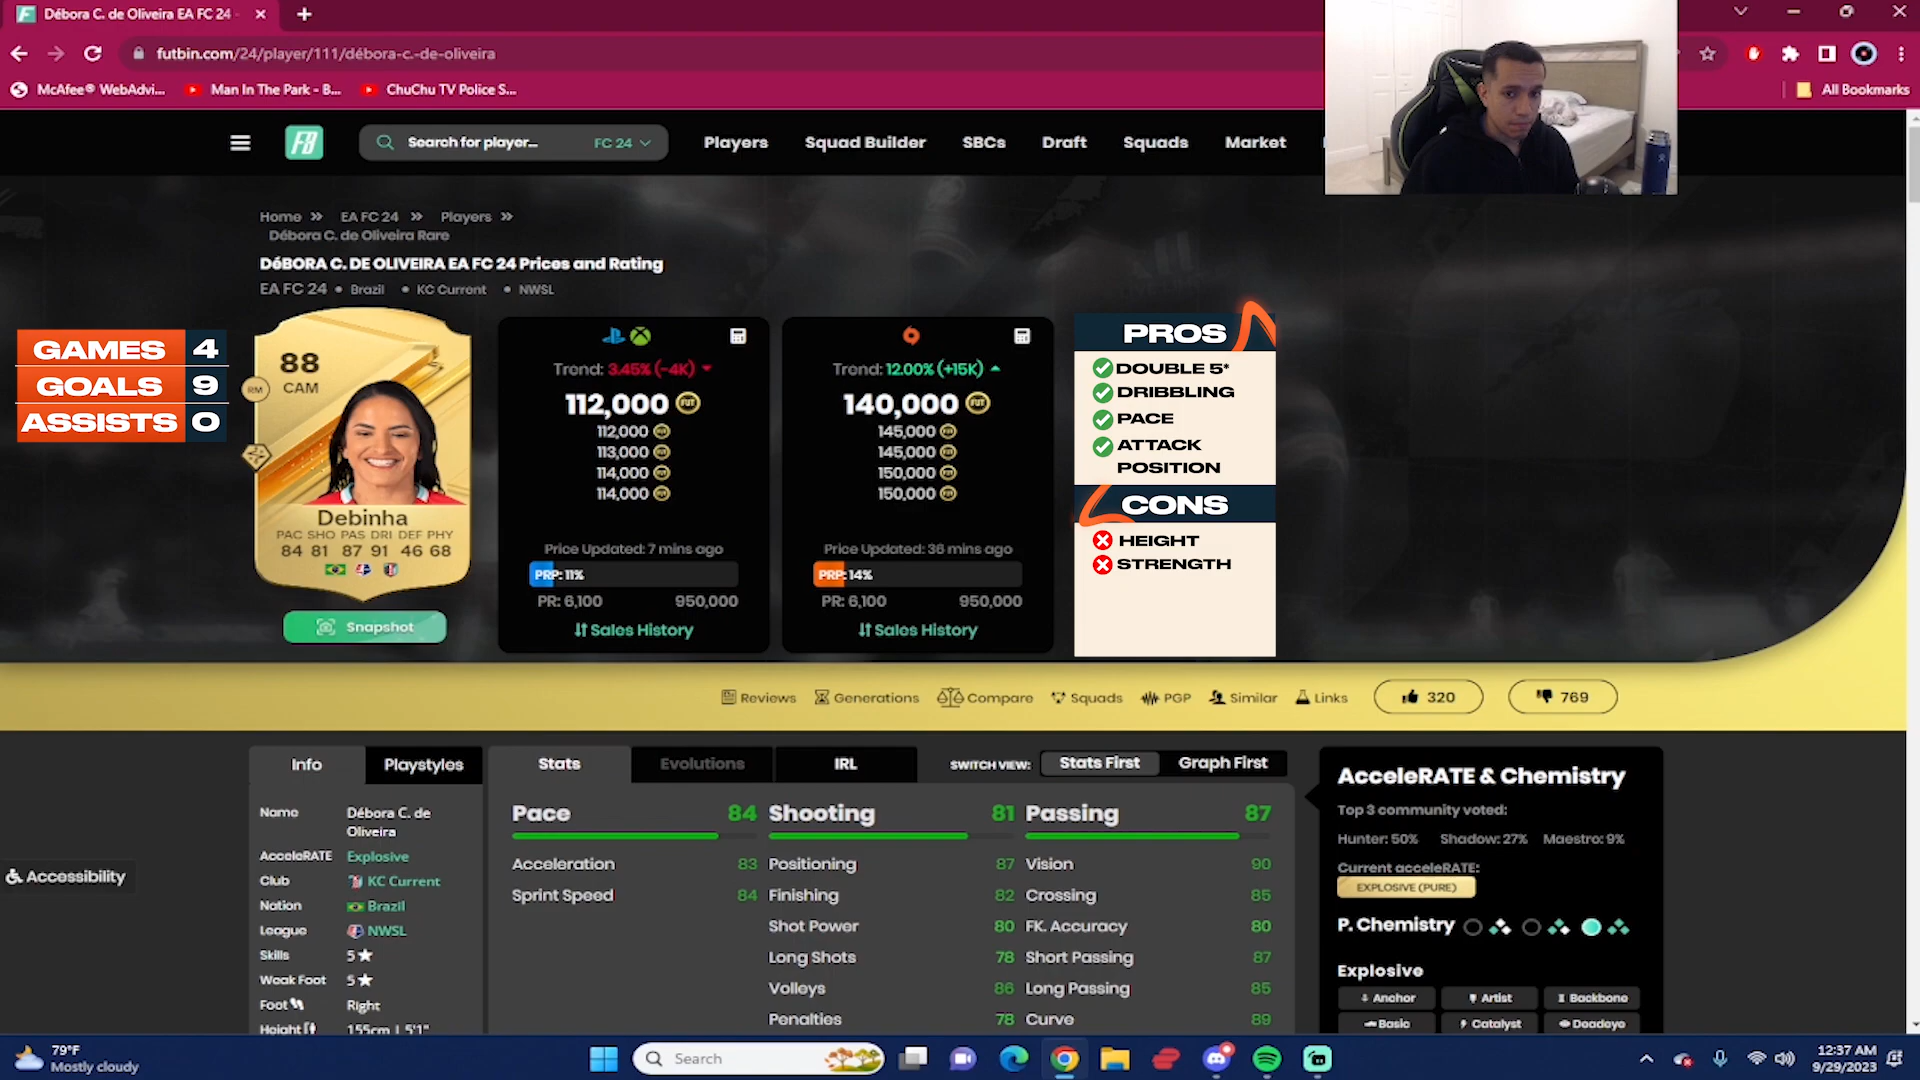 Débora C. de Oliveira EA FC 24
futbin.com/24/player/111/débora-c.-de-oliveira
McAfee® WebAdvi...
Man In The Park - B...
ChuChu TV Police S...
All Bookmarks
Search for player...
FC 24
Players
Squad Builder
SBCs
Draft
Squads
Market
Home » EA FC 24 » Players »
Débora C. de Oliveira Rare
DéBORA C. DE OLIVEIRA EA FC 24 Prices and Rating
EA FC 24 • Brazil • KC Current • NWSL
GAMES 4
GOALS 9
ASSISTS 0
88
CAM
RM
Debinha
PAC SHO PAS DRI DEF PHY
84 81 87 91 46 68
Snapshot
Trend: 3.45% (-4K)
112,000
112,000
113,000
114,000
114,000
Price Updated: 7 mins ago
PRP: 11%
PR: 6,100 950,000
Sales History
Trend: 12.00% (+15K)
140,000
145,000
145,000
150,000
150,000
Price Updated: 36 mins ago
PRP: 14%
PR: 6,100 950,000
Sales History
PROS
DOUBLE 5*
DRIBBLING
PACE
ATTACK
POSITION
CONS
HEIGHT
STRENGTH
Reviews
Generations
Compare
Squads
PGP
Similar
Links
320
769
Info
Playstyles
Name Débora C. de
Oliveira
AcceleRATE Explosive
Club KC Current
Nation Brazil
League NWSL
Skills 5★
Weak Foot 5★
Foot Right
Height 155cm | 5'1"
Stats
Evolutions
IRL
SWITCH VIEW:
Stats First
Graph First
Pace 84
Acceleration 83
Sprint Speed 84
Shooting 81
Positioning 87
Finishing 82
Shot Power 80
Long Shots 78
Volleys 86
Penalties 78
Passing 87
Vision 90
Crossing 85
FK. Accuracy 80
Short Passing 87
Long Passing 85
Curve 89
AcceleRATE & Chemistry
Top 3 community voted:
Hunter: 50% Shadow: 27% Maestro: 9%
Current acceleRATE:
EXPLOSIVE (PURE)
P. Chemistry
Explosive
Anchor
Artist
Backbone
Basic
Catalyst
Deadeye
Accessibility
79°F
Mostly cloudy
Search
12:37 AM
9/29/2023